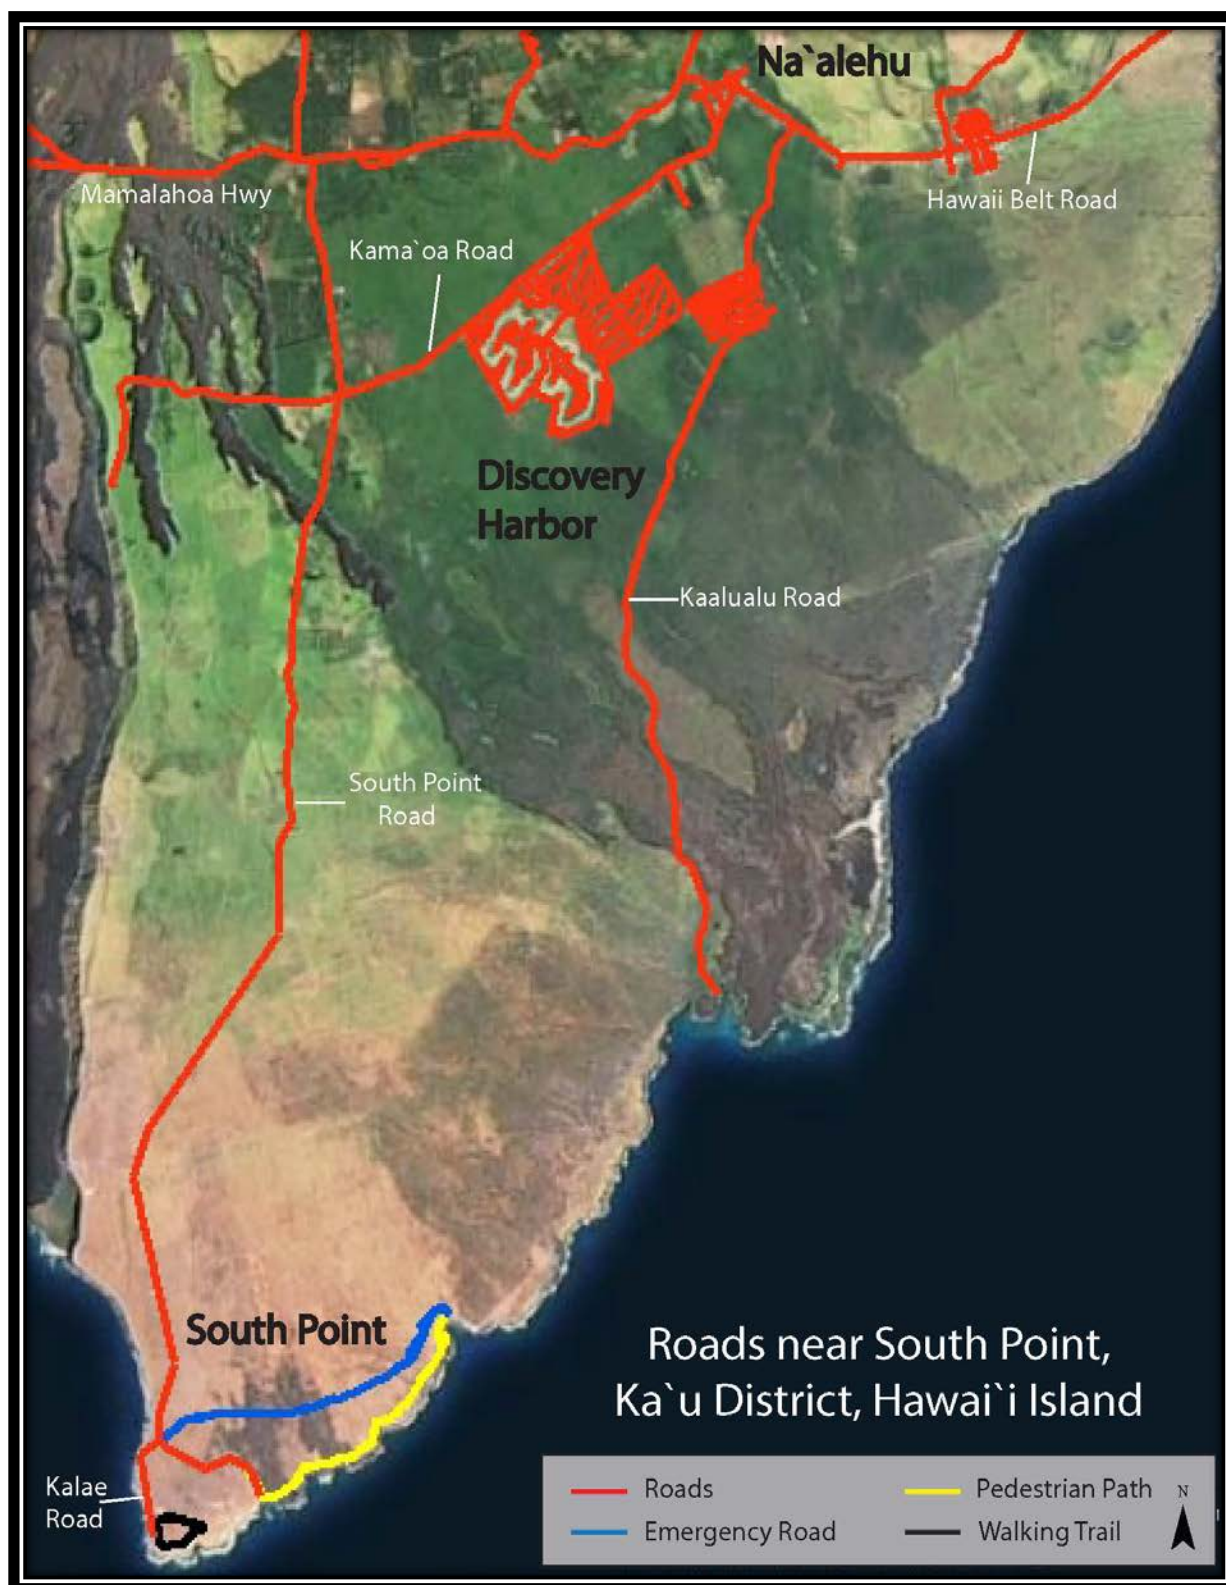 Na`alehu
Mamalahoa Hwy
Hawaii Belt Road
Kama`oa Road
Discovery
Harbor
Kaalualu Road
South Point
Road
South Point
Roads near South Point,
Ka`u District, Hawai`i Island
Kalae
Road
Roads
Pedestrian Path
N
Emergency Road
Walking Trail